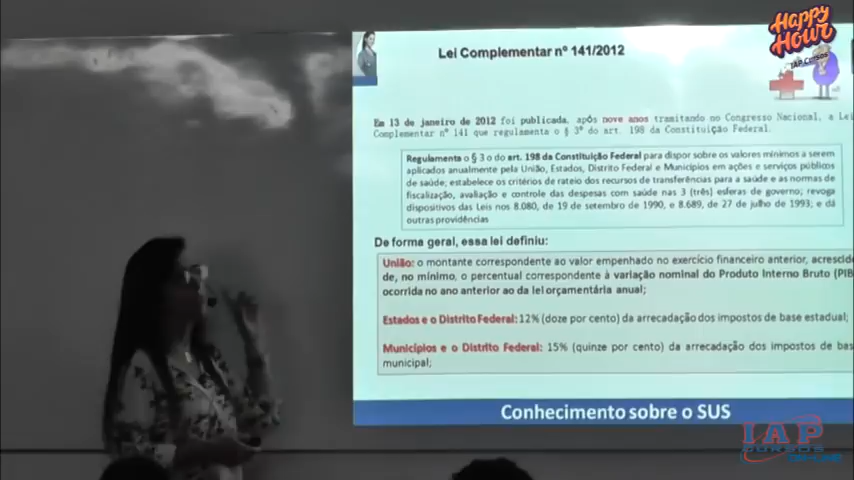 HAPPY
HOUR
IAP Cursos
Lei Complementar nº 141/2012
Em 13 de janeiro de 2012 foi publicada, após nove anos tramitando no Congresso Nacional, a Lei
Complementar nº 141 que regulamenta o § 3º do art. 198 da Constituição Federal.
Regulamenta o § 3 o do art. 198 da Constituição Federal para dispor sobre os valores mínimos a serem
aplicados anualmente pela União, Estados, Distrito Federal e Municípios em ações e serviços públicos
de saúde; estabelece os critérios de rateio dos recursos de transferências para a saúde e as normas de
fiscalização, avaliação e controle das despesas com saúde nas 3 (três) esferas de governo; revoga
dispositivos das Leis nos 8.080, de 19 de setembro de 1990, e 8.689, de 27 de julho de 1993; e dá
outras providências
De forma geral, essa lei definiu:
União: o montante correspondente ao valor empenhado no exercício financeiro anterior, acrescido
de, no mínimo, o percentual correspondente à variação nominal do Produto Interno Bruto (PIB
ocorrida no ano anterior ao da lei orçamentária anual;
Estados e o Distrito Federal: 12% (doze por cento) da arrecadação dos impostos de base estadual;
Municípios e o Distrito Federal: 15% (quinze por cento) da arrecadação dos impostos de bas
municipal;
Conhecimento sobre o SUS
IAP
CURSOS
ON-LINE